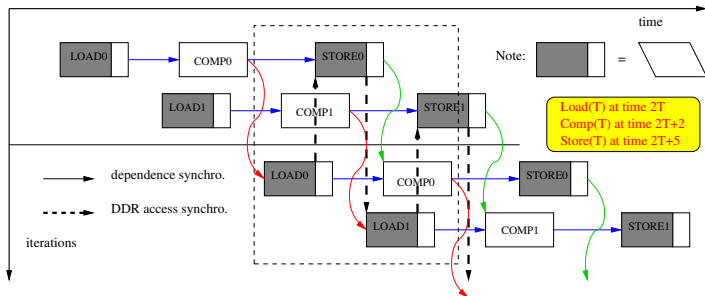 time
LOAD0
COMP0
STORE0
Note:
=
LOAD1
COMP1
STORE1
Load(T) at time 2T
Comp(T) at time 2T+2
Store(T) at time 2T+5
dependence synchro.
LOAD0
COMP0
STORE0
DDR access synchro.
LOAD1
COMP1
STORE1
iterations